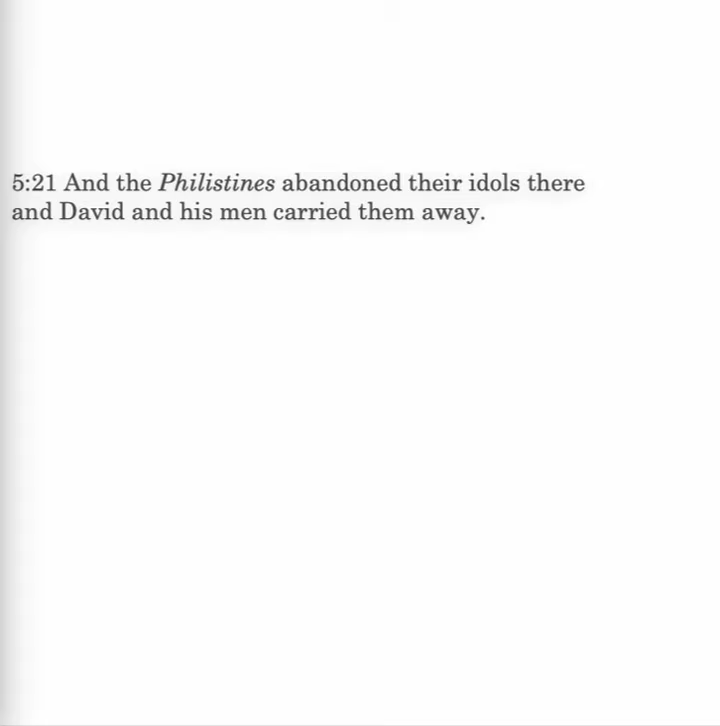 5:21 And the Philistines abandoned their idols there
and David and his men carried them away.